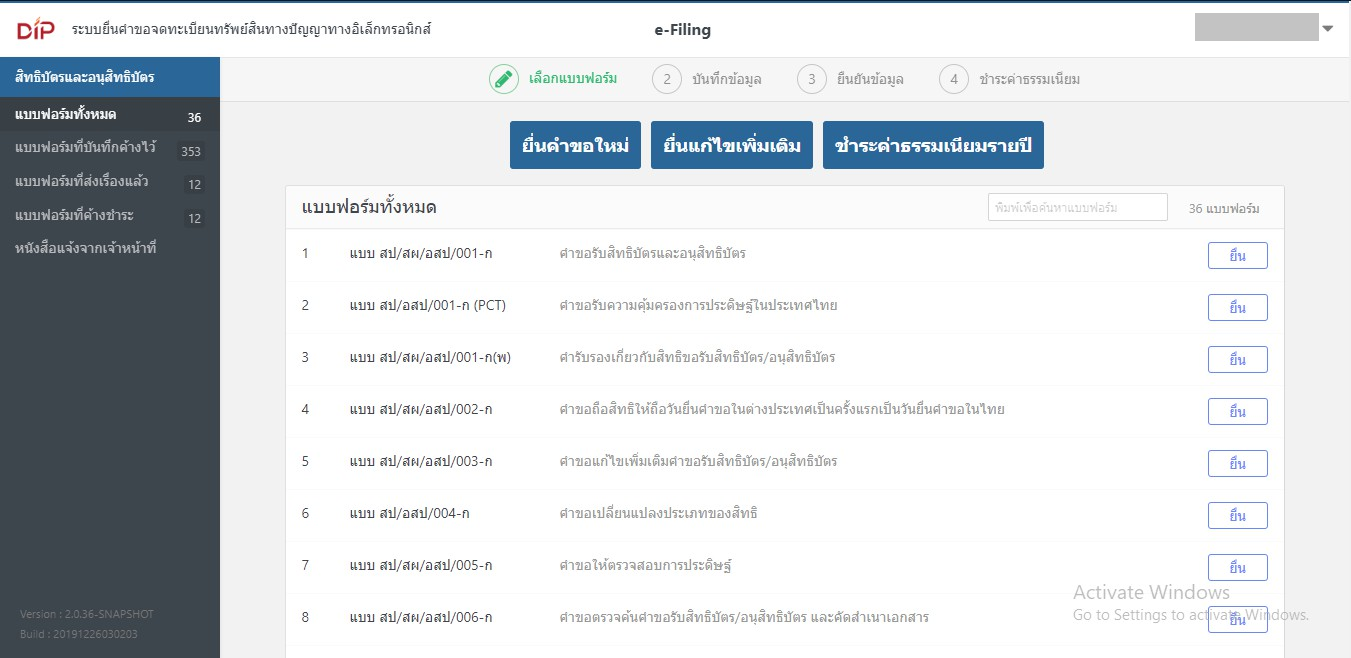 DIP ระบบยื่นคำขอจดทะเบียนทรัพย์สินทางปัญญาทางอิเล็กทรอนิกส์ e-Filing
สิทธิบัตรและอนุสิทธิบัตร
แบบฟอร์มทั้งหมด 36
แบบฟอร์มที่บันทึกค้างไว้ 353
แบบฟอร์มที่ส่งเรื่องแล้ว 12
แบบฟอร์มที่ค้างชำระ 12
หนังสือแจ้งจากเจ้าหน้าที่
Version : 2.0.36-SNAPSHOT
Build : 20191226030203
เลือกแบบฟอร์ม 2 บันทึกข้อมูล 3 ยืนยันข้อมูล 4 ชำระค่าธรรมเนียม
ยื่นคำขอใหม่ ยื่นแก้ไขเพิ่มเติม ชำระค่าธรรมเนียมรายปี
แบบฟอร์มทั้งหมด พิมพ์เพื่อค้นหาแบบฟอร์ม 36 แบบฟอร์ม
1 แบบ สป/สผ/อสป/001-ก คำขอรับสิทธิบัตรและอนุสิทธิบัตร ยื่น
2 แบบ สป/อสป/001-ก (PCT) คำขอรับความคุ้มครองการประดิษฐ์ในประเทศไทย ยื่น
3 แบบ สป/สผ/อสป/001-ก(พ) คำรับรองเกี่ยวกับสิทธิขอรับสิทธิบัตร/อนุสิทธิบัตร ยื่น
4 แบบ สป/สผ/อสป/002-ก คำขอถือสิทธิให้ถือวันยื่นคำขอในต่างประเทศเป็นครั้งแรกเป็นวันยื่นคำขอในไทย ยื่น
5 แบบ สป/สผ/อสป/003-ก คำขอแก้ไขเพิ่มเติมคำขอรับสิทธิบัตร/อนุสิทธิบัตร ยื่น
6 แบบ สป/อสป/004-ก คำขอเปลี่ยนแปลงประเภทของสิทธิ ยื่น
7 แบบ สป/สผ/อสป/005-ก คำขอให้ตรวจสอบการประดิษฐ์ ยื่น
8 แบบ สป/สผ/อสป/006-ก คำขอตรวจค้นคำขอรับสิทธิบัตร/อนุสิทธิบัตร และคัดสำเนาเอกสาร ยื่น
Activate Windows
Go to Settings to activate Windows.